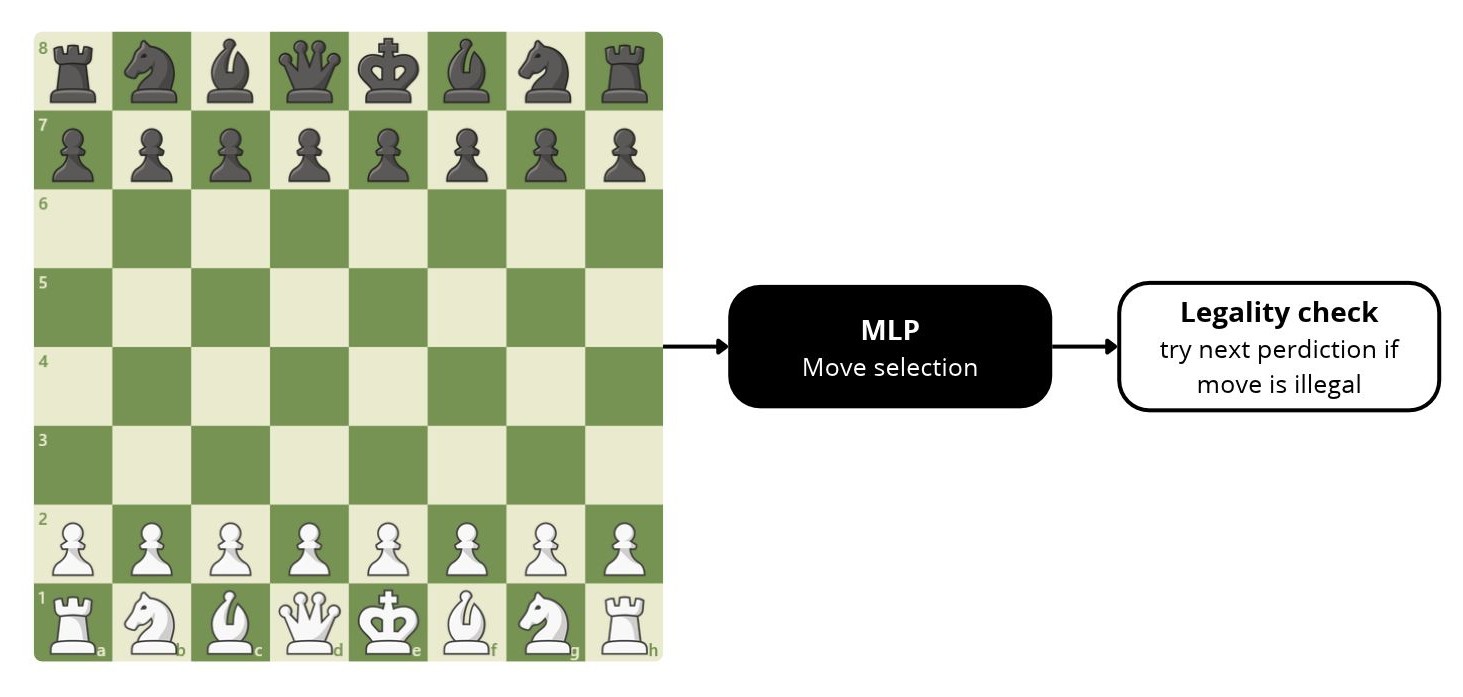 8
7
6
5
4
3
2
1
a b c d e f g h
MLP
Move selection
Legality check
try next perdiction if
move is illegal